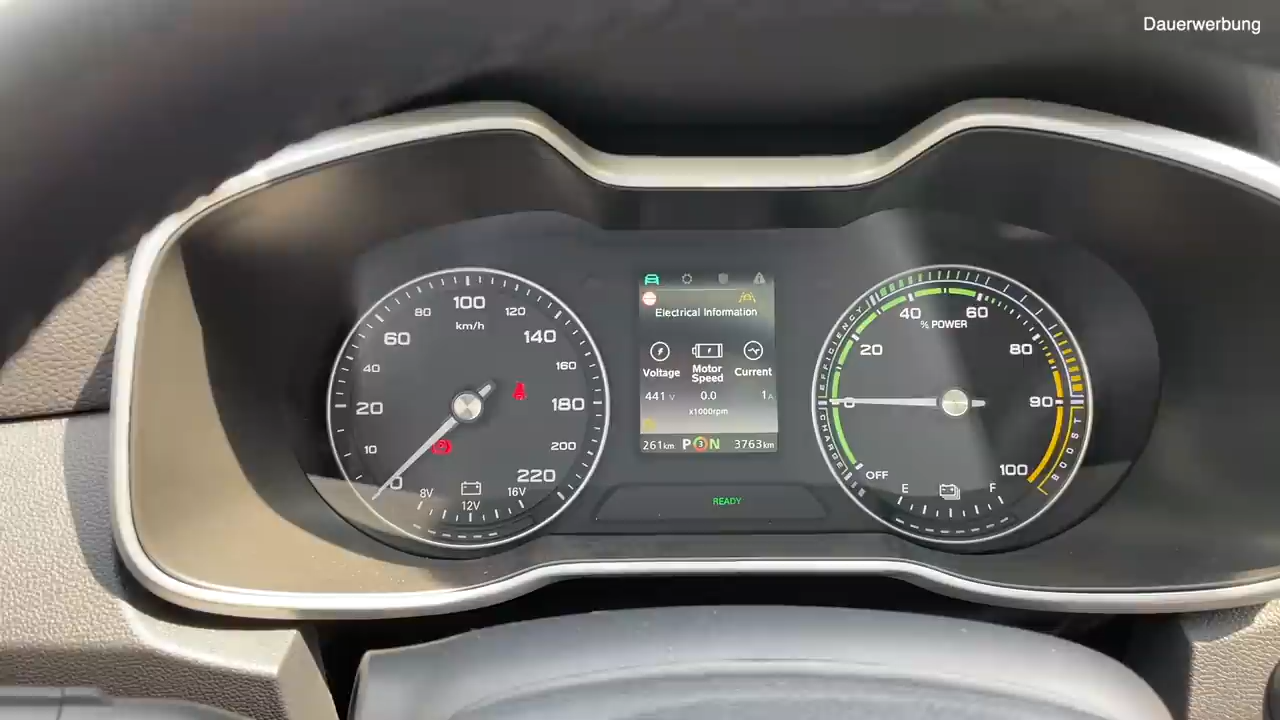 Dauerwerbung
100
80
120
km/h
60
140
40
160
20
180
10
200
0
220
8V
16V
12V
Electrical Information
Voltage
Motor
Speed
Current
441 V
0.0
1 A
x1000rpm
261km
P N
3763km
READY
EFFICIENCY
CHARGE
BOOST
40
60
% POWER
20
80
0
90
100
OFF
E
F